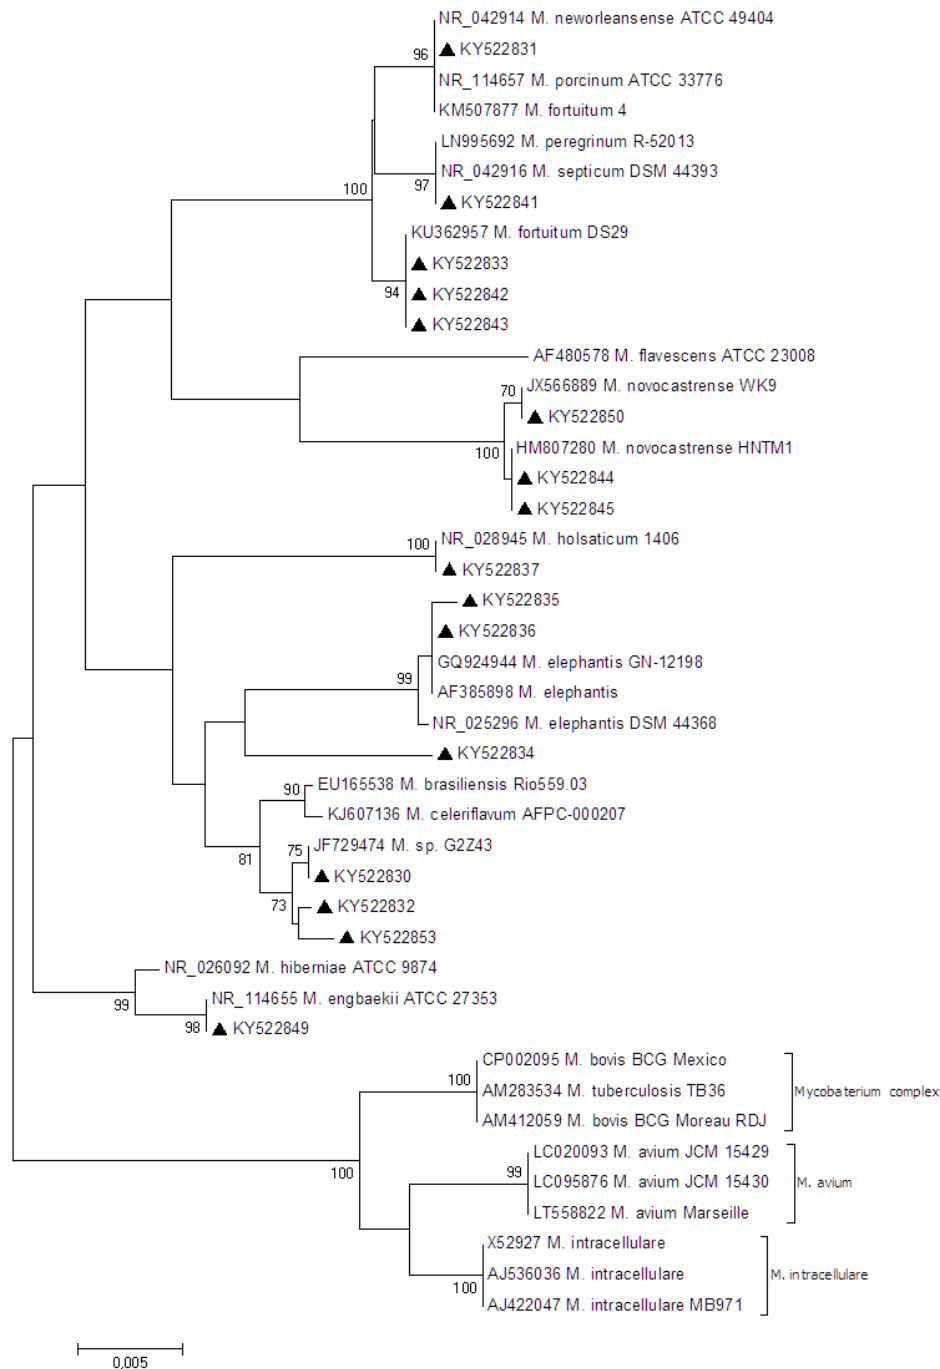 NR_042914 M. neworleansense ATCC 49404
96
▲ KY522831
NR_114657 M. porcinum ATCC 33776
KM507877 M. fortuitum 4
LN995692 M. peregrinum R-52013
NR_042916 M. septicum DSM 44393
100
97
▲ KY522841
KU362957 M. fortuitum DS29
▲ KY522833
94
▲ KY522842
▲ KY522843
AF480578 M. flavescens ATCC 23008
70
JX566889 M. novocastrense WK9
▲ KY522850
100
HM807280 M. novocastrense HNTM1
▲ KY522844
▲ KY522845
100
NR_028945 M. holsaticum 1406
▲ KY522837
▲ KY522835
▲ KY522836
GQ924944 M. elephantis GN-12198
99
AF385898 M. elephantis
NR_025296 M. elephantis DSM 44368
▲ KY522834
90
EU165538 M. brasiliensis Rio559.03
KJ607136 M. celeriflavum AFPC-000207
81
75
JF729474 M. sp. G2Z43
▲ KY522830
73
▲ KY522832
▲ KY522853
NR_026092 M. hiberniae ATCC 9874
99
NR_114655 M. engbaekii ATCC 27353
98
▲ KY522849
CP002095 M. bovis BCG Mexico
100
AM283534 M. tuberculosis TB36
Mycobaterium complex
AM412059 M. bovis BCG Moreau RDJ
LC020093 M. avium JCM 15429
100
99
LC095876 M. avium JCM 15430
M. avium
LT558822 M. avium Marseille
X52927 M. intracellulare
AJ536036 M. intracellulare
M. intracellulare
100
AJ422047 M. intracellulare MB971
0,005